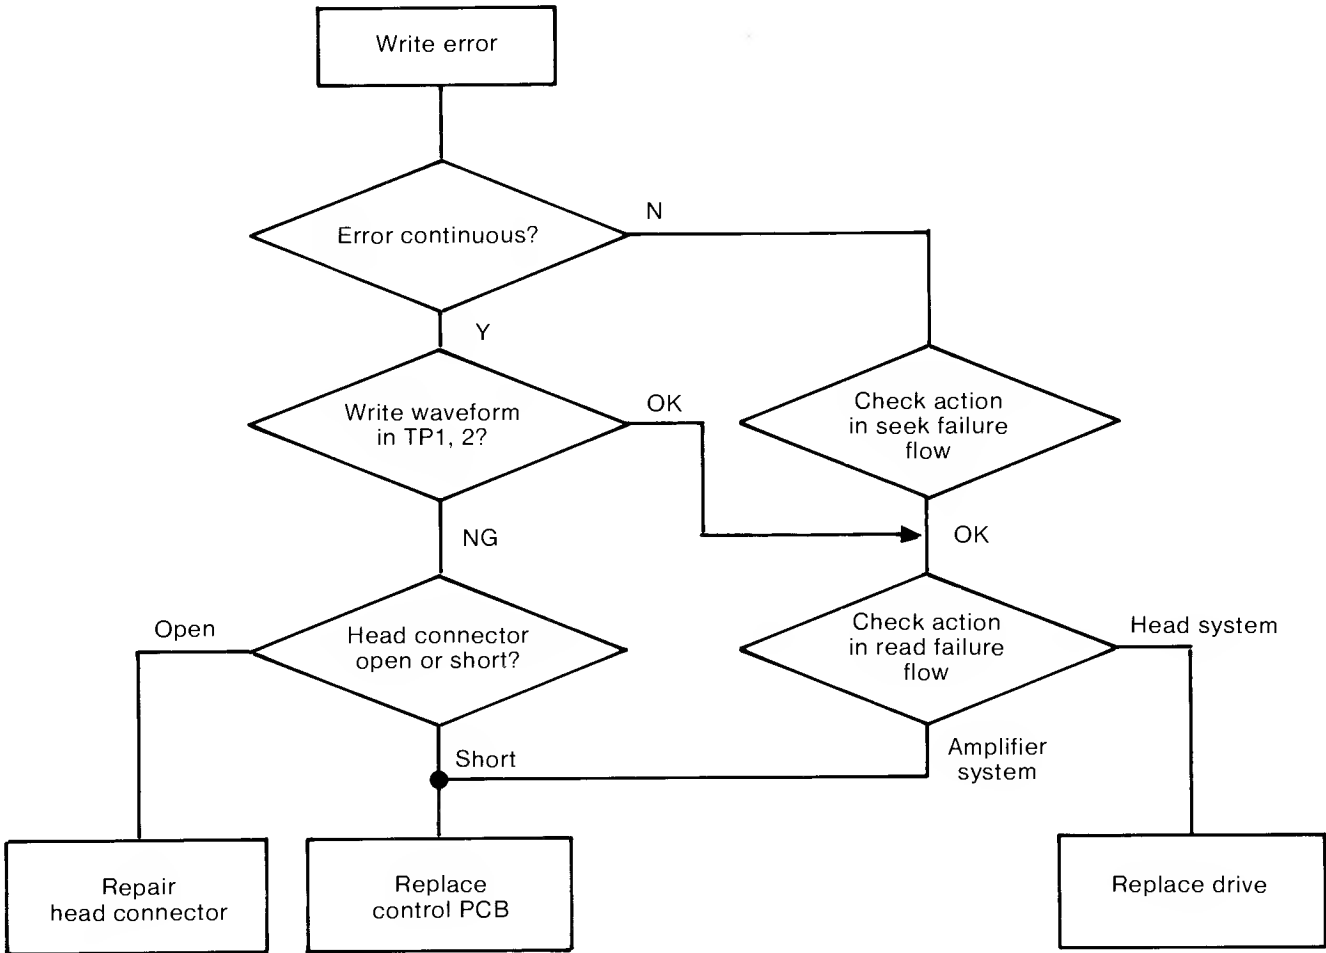 Write error
Error continuous?
N
Y
Write waveform
in TP1, 2?
OK
Check action
in seek failure
flow
NG
OK
Open
Head connector
open or short?
Check action
in read failure
flow
Head system
Short
Amplifier
system
Repair
head connector
Replace
control PCB
Replace drive